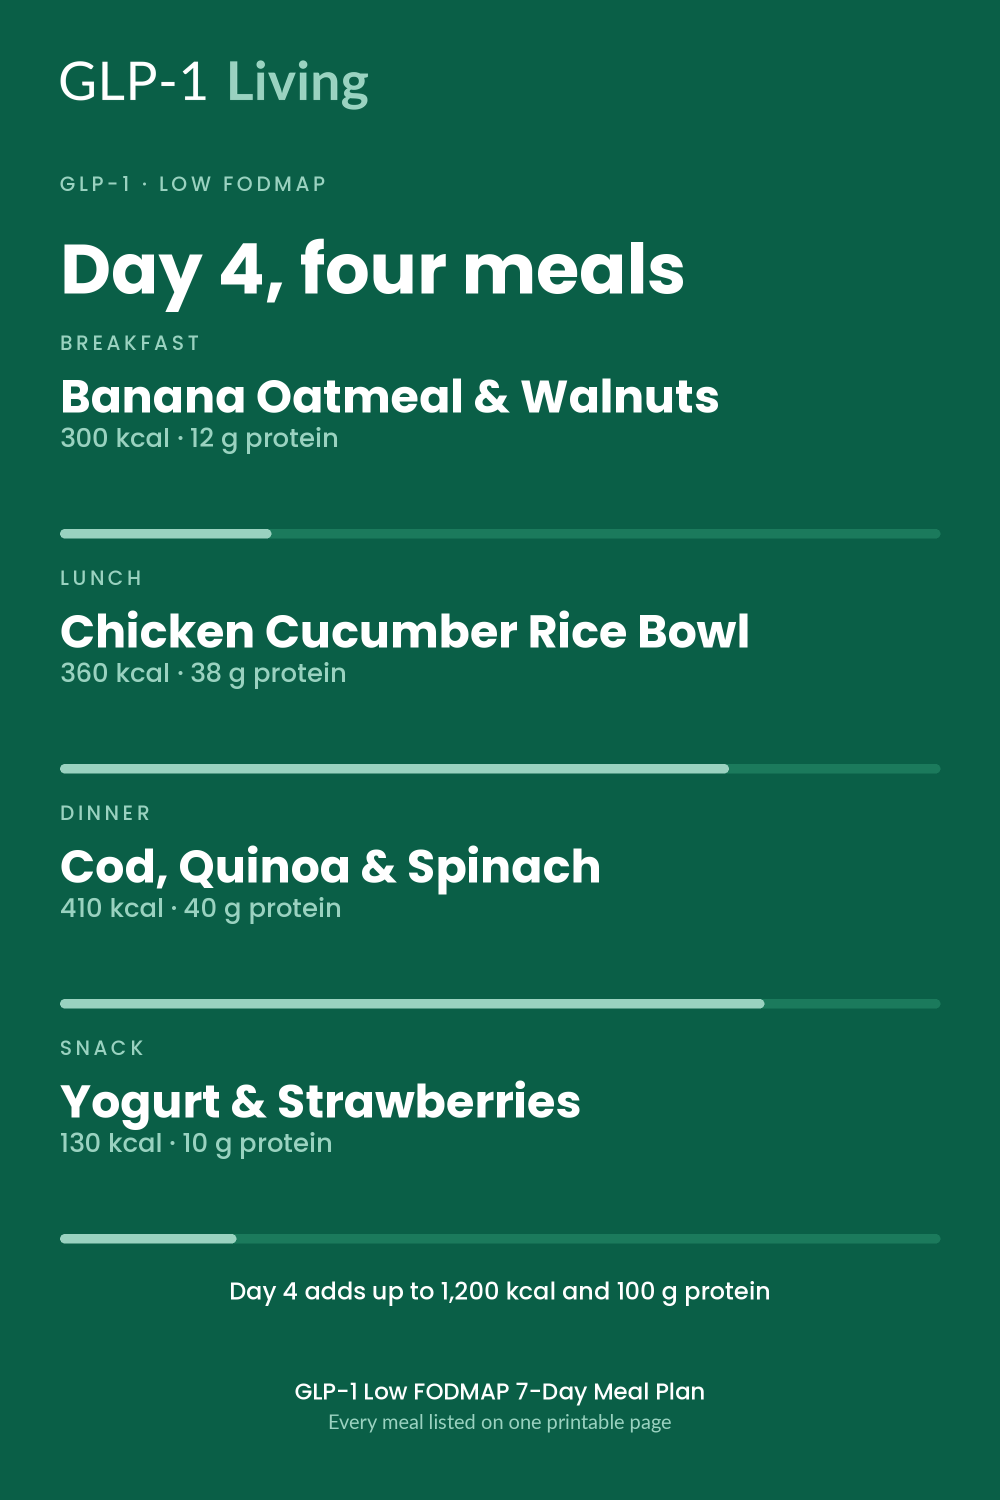 GLP-1 Living
GLP-1 · LOW FODMAP
Day 4, four meals
BREAKFAST
Banana Oatmeal & Walnuts
300 kcal · 12 g protein
LUNCH
Chicken Cucumber Rice Bowl
360 kcal · 38 g protein
DINNER
Cod, Quinoa & Spinach
410 kcal · 40 g protein
SNACK
Yogurt & Strawberries
130 kcal · 10 g protein
Day 4 adds up to 1,200 kcal and 100 g protein
GLP-1 Low FODMAP 7-Day Meal Plan
Every meal listed on one printable page